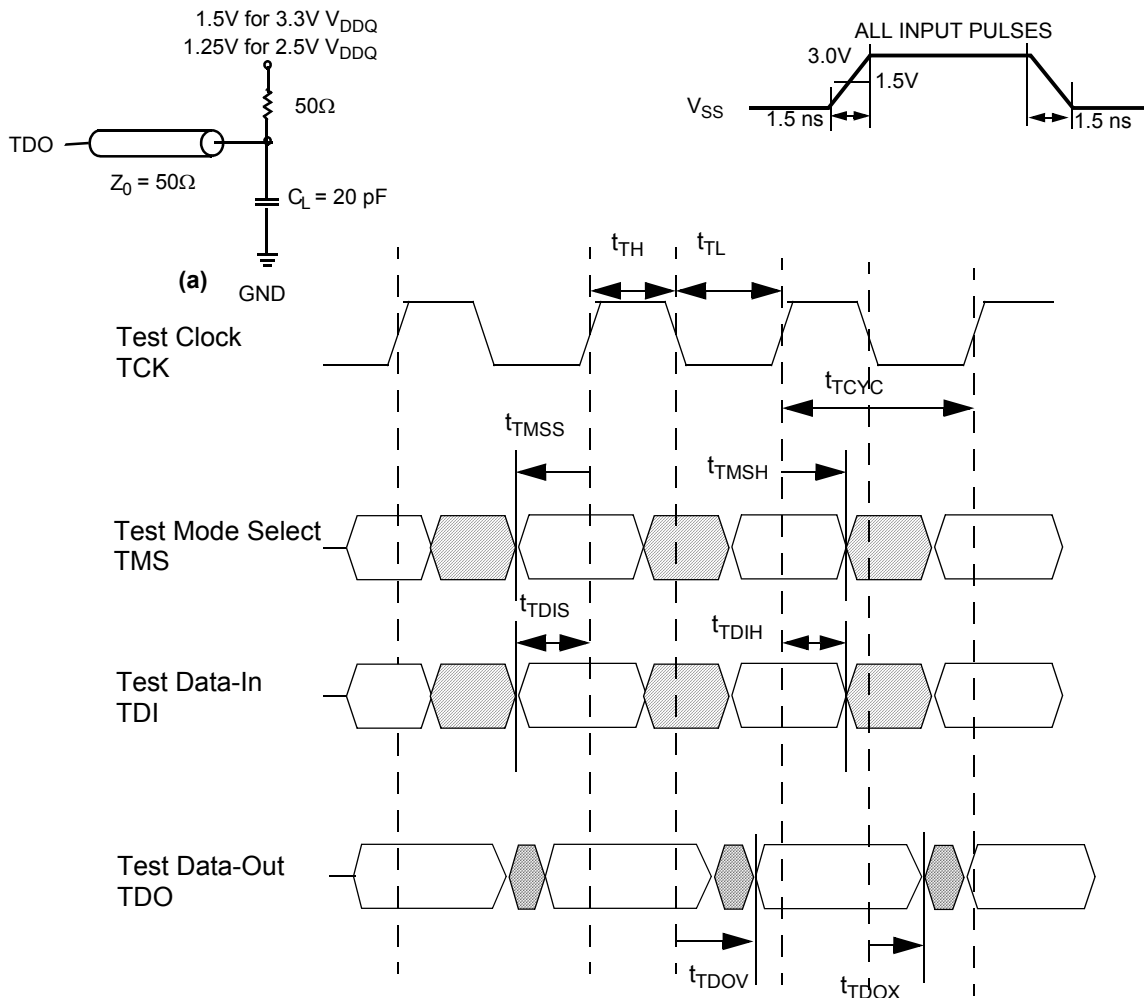 1.5V for 3.3V VDDQ
1.25V for 2.5V VDDQ
50Ω
TDO
Z0 = 50Ω
CL = 20 pF
(a)
GND
ALL INPUT PULSES
3.0V
1.5V
VSS
1.5 ns
1.5 ns
tTH
tTL
Test Clock
TCK
tTCYC
tTMSS
tTMSH
Test Mode Select
TMS
tTDIS
tTDIH
Test Data-In
TDI
Test Data-Out
TDO
tTDOV
tTDOX